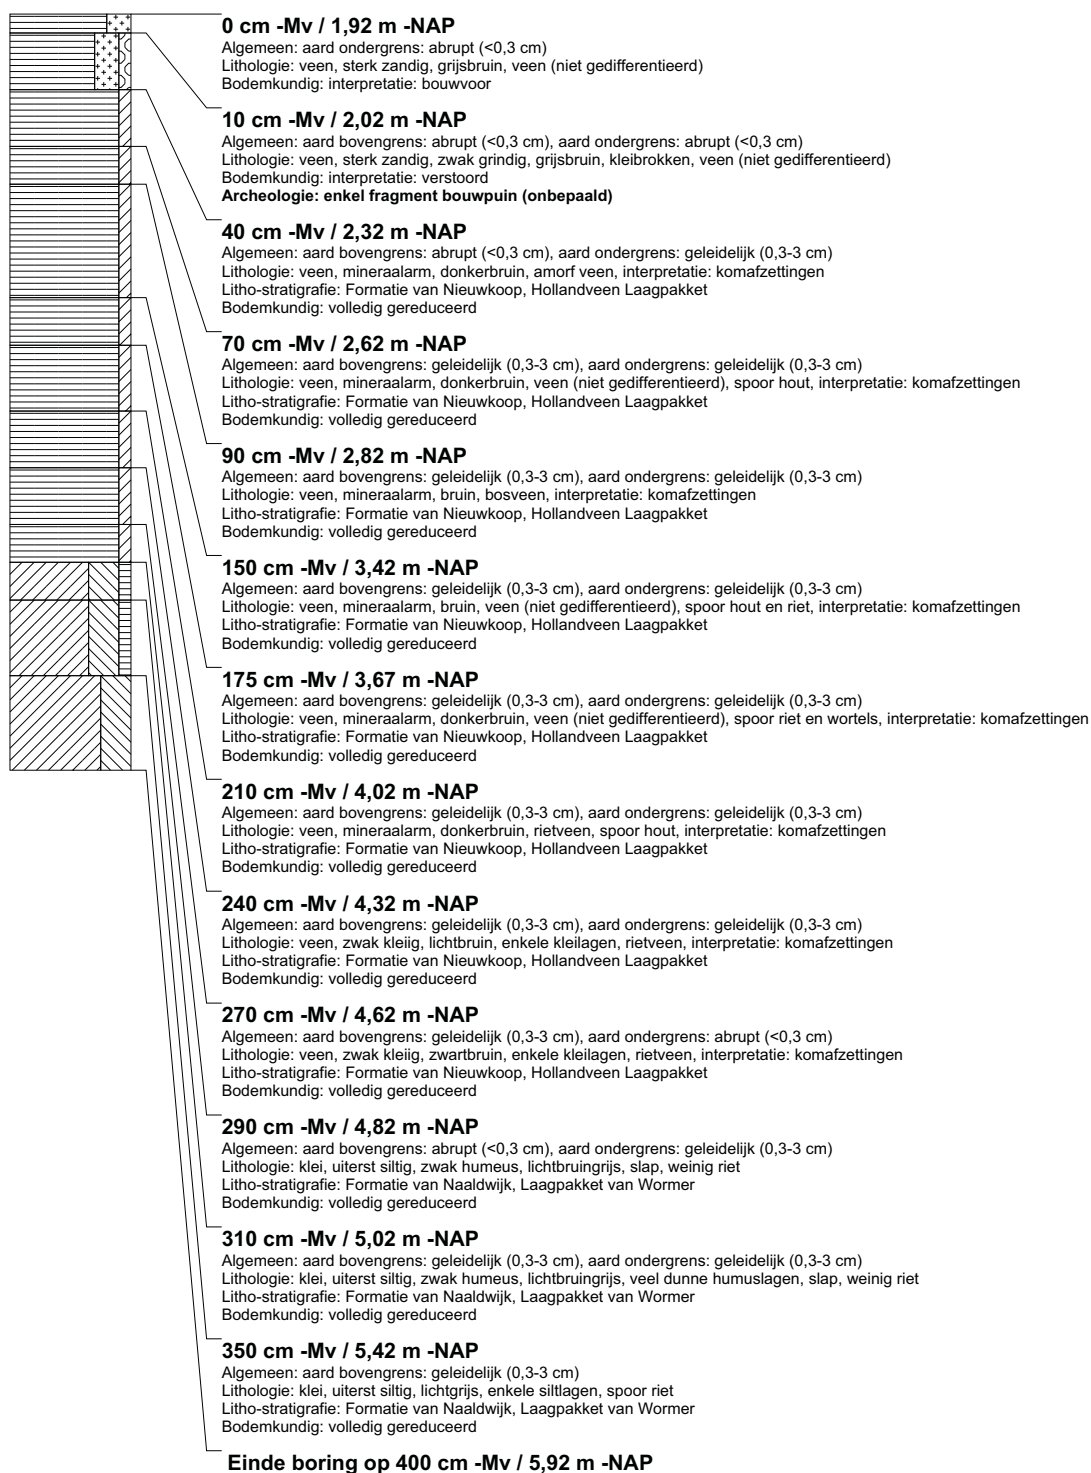 0 cm -Mv / 1,92 m -NAP
Algemeen: aard ondergrens: abrupt (<0,3 cm)
Lithologie: veen, sterk zandig, grijsbruin, veen (niet gedifferentieerd)
Bodemkundig: interpretatie: bouwvoor
10 cm -Mv / 2,02 m -NAP
Algemeen: aard bovengrens: abrupt (<0,3 cm), aard ondergrens: abrupt (<0,3 cm)
Lithologie: veen, sterk zandig, zwak grindig, grijsbruin, kleibrokken, veen (niet gedifferentieerd)
Bodemkundig: interpretatie: verstoord
Archeologie: enkel fragment bouwpuin (onbepaald)
40 cm -Mv / 2,32 m -NAP
Algemeen: aard bovengrens: abrupt (<0,3 cm), aard ondergrens: geleidelijk (0,3-3 cm)
Lithologie: veen, mineraalarm, donkerbruin, amorf veen, interpretatie: komafzettingen
Litho-stratigrafie: Formatie van Nieuwkoop, Hollandveen Laagpakket
Bodemkundig: volledig gereduceerd
70 cm -Mv / 2,62 m -NAP
Algemeen: aard bovengrens: geleidelijk (0,3-3 cm), aard ondergrens: geleidelijk (0,3-3 cm)
Lithologie: veen, mineraalarm, donkerbruin, veen (niet gedifferentieerd), spoor hout, interpretatie: komafzettingen
Litho-stratigrafie: Formatie van Nieuwkoop, Hollandveen Laagpakket
Bodemkundig: volledig gereduceerd
90 cm -Mv / 2,82 m -NAP
Algemeen: aard bovengrens: geleidelijk (0,3-3 cm), aard ondergrens: geleidelijk (0,3-3 cm)
Lithologie: veen, mineraalarm, bruin, bosveen, interpretatie: komafzettingen
Litho-stratigrafie: Formatie van Nieuwkoop, Hollandveen Laagpakket
Bodemkundig: volledig gereduceerd
150 cm -Mv / 3,42 m -NAP
Algemeen: aard bovengrens: geleidelijk (0,3-3 cm), aard ondergrens: geleidelijk (0,3-3 cm)
Lithologie: veen, mineraalarm, bruin, veen (niet gedifferentieerd), spoor hout en riet, interpretatie: komafzettingen
Litho-stratigrafie: Formatie van Nieuwkoop, Hollandveen Laagpakket
Bodemkundig: volledig gereduceerd
175 cm -Mv / 3,67 m -NAP
Algemeen: aard bovengrens: geleidelijk (0,3-3 cm), aard ondergrens: geleidelijk (0,3-3 cm)
Lithologie: veen, mineraalarm, donkerbruin, veen (niet gedifferentieerd), spoor riet en wortels, interpretatie: komafzettingen
Litho-stratigrafie: Formatie van Nieuwkoop, Hollandveen Laagpakket
Bodemkundig: volledig gereduceerd
210 cm -Mv / 4,02 m -NAP
Algemeen: aard bovengrens: geleidelijk (0,3-3 cm), aard ondergrens: geleidelijk (0,3-3 cm)
Lithologie: veen, mineraalarm, donkerbruin, rietveen, spoor hout, interpretatie: komafzettingen
Litho-stratigrafie: Formatie van Nieuwkoop, Hollandveen Laagpakket
Bodemkundig: volledig gereduceerd
240 cm -Mv / 4,32 m -NAP
Algemeen: aard bovengrens: geleidelijk (0,3-3 cm), aard ondergrens: geleidelijk (0,3-3 cm)
Lithologie: veen, zwak kleiig, lichtbruin, enkele kleilagen, rietveen, interpretatie: komafzettingen
Litho-stratigrafie: Formatie van Nieuwkoop, Hollandveen Laagpakket
Bodemkundig: volledig gereduceerd
270 cm -Mv / 4,62 m -NAP
Algemeen: aard bovengrens: geleidelijk (0,3-3 cm), aard ondergrens: abrupt (<0,3 cm)
Lithologie: veen, zwak kleiig, zwartbruin, enkele kleilagen, rietveen, interpretatie: komafzettingen
Litho-stratigrafie: Formatie van Nieuwkoop, Hollandveen Laagpakket
Bodemkundig: volledig gereduceerd
290 cm -Mv / 4,82 m -NAP
Algemeen: aard bovengrens: abrupt (<0,3 cm), aard ondergrens: geleidelijk (0,3-3 cm)
Lithologie: klei, uiterst siltig, zwak humeus, lichtbruingrijs, slap, weinig riet
Litho-stratigrafie: Formatie van Naaldwijk, Laagpakket van Wormer
Bodemkundig: volledig gereduceerd
310 cm -Mv / 5,02 m -NAP
Algemeen: aard bovengrens: geleidelijk (0,3-3 cm), aard ondergrens: geleidelijk (0,3-3 cm)
Lithologie: klei, uiterst siltig, zwak humeus, lichtbruingrijs, veel dunne humuslagen, slap, weinig riet
Litho-stratigrafie: Formatie van Naaldwijk, Laagpakket van Wormer
Bodemkundig: volledig gereduceerd
350 cm -Mv / 5,42 m -NAP
Algemeen: aard bovengrens: geleidelijk (0,3-3 cm)
Lithologie: klei, uiterst siltig, lichtgrijs, enkele siltlagen, spoor riet
Litho-stratigrafie: Formatie van Naaldwijk, Laagpakket van Wormer
Bodemkundig: volledig gereduceerd
Einde boring op 400 cm -Mv / 5,92 m -NAP